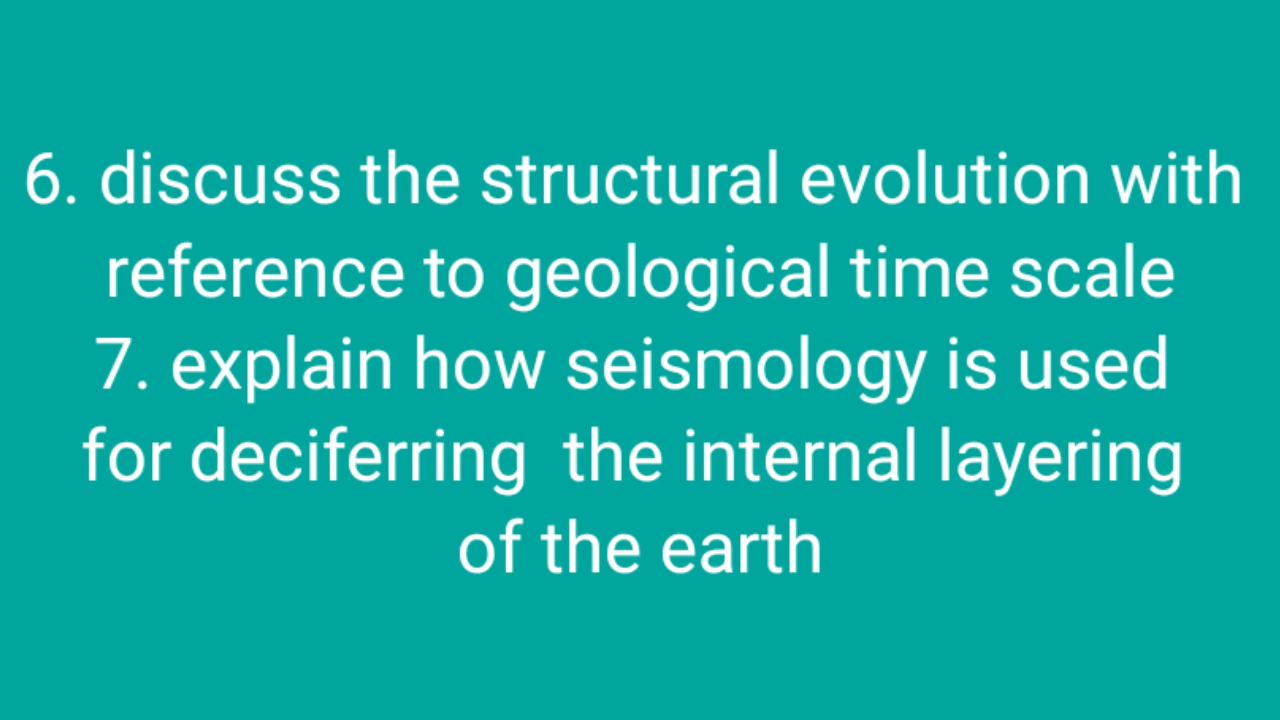 6. discuss the structural evolution with
reference to geological time scale
7. explain how seismology is used
for deciferring  the internal layering
of the earth